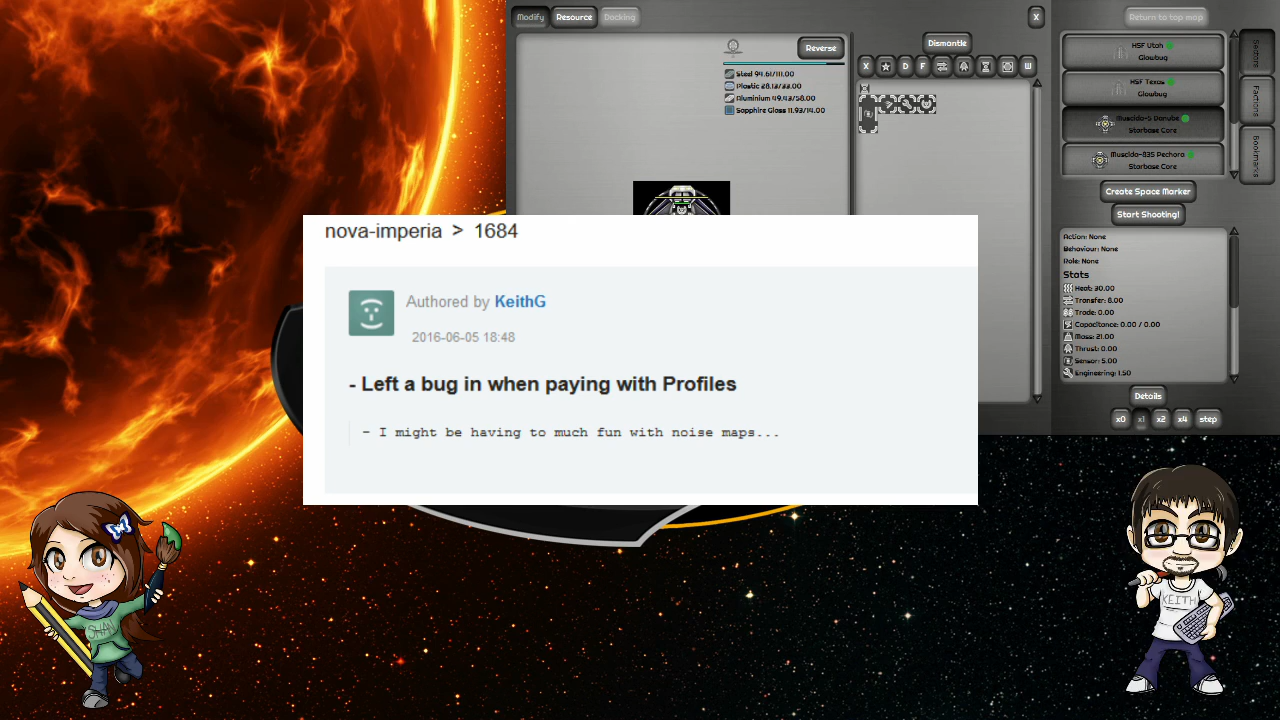 Modify Resource Docking X
Reverse
Steel 94.61/111.00
Plastic 28.13/33.00
Aluminium 49.43/58.00
Sapphire Glass 11.93/14.00
Dismantle
X D F W
Return to top map
HSF Utah
Glowbug
HSF Texas
Glowbug
Muscida-5 Danube
Starbase Core
Muscida-835 Pechora
Starbase Core
Sectors
Factions
Bookmarks
Create Space Marker
Start Shooting!
Action: None
Behaviour: None
Role: None
Stats
Heat: 30.00
Transfer: 8.00
Trade: 0.00
Capacitance: 0.00 / 0.00
Mass: 21.00
Thrust: 0.00
Sensor: 5.00
Engineering: 1.50
Details
x0 x1 x2 x4 step
nova-imperia > 1684
Authored by KeithG
2016-06-05 18:48
- Left a bug in when paying with Profiles
- I might be having to much fun with noise maps...
SHAN
KEITH